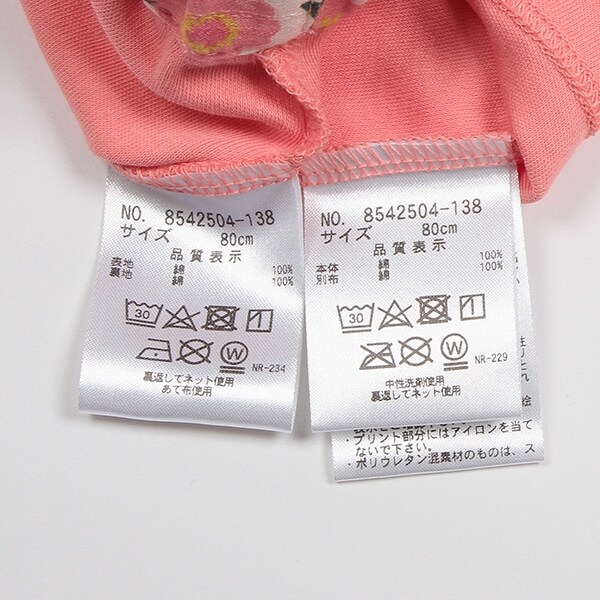 NO. 8542504-138
サイズ 80cm
品質表示
表地 綿 100%
裏地 綿 100%
30
W
NR-234
裏返してネット使用
あて布使用
NO. 8542504-138
サイズ 80cm
品質表示
本体 綿 100%
別布 綿 100%
30
W
NR-229
中性洗剤使用
裏返してネット使用
・プリント部分にはアイロンを当て
ないで下さい。
・ポリウレタン混素材のものは、ス